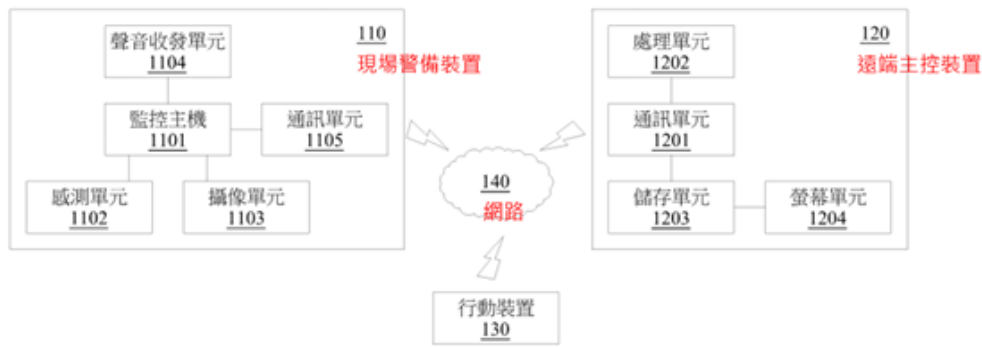 聲音收發單元
1104
110
現場警備裝置
監控主機
1101
通訊單元
1105
感測單元
1102
攝像單元
1103
處理單元
1202
120
遠端主控裝置
通訊單元
1201
儲存單元
1203
螢幕單元
1204
140
網路
行動裝置
130